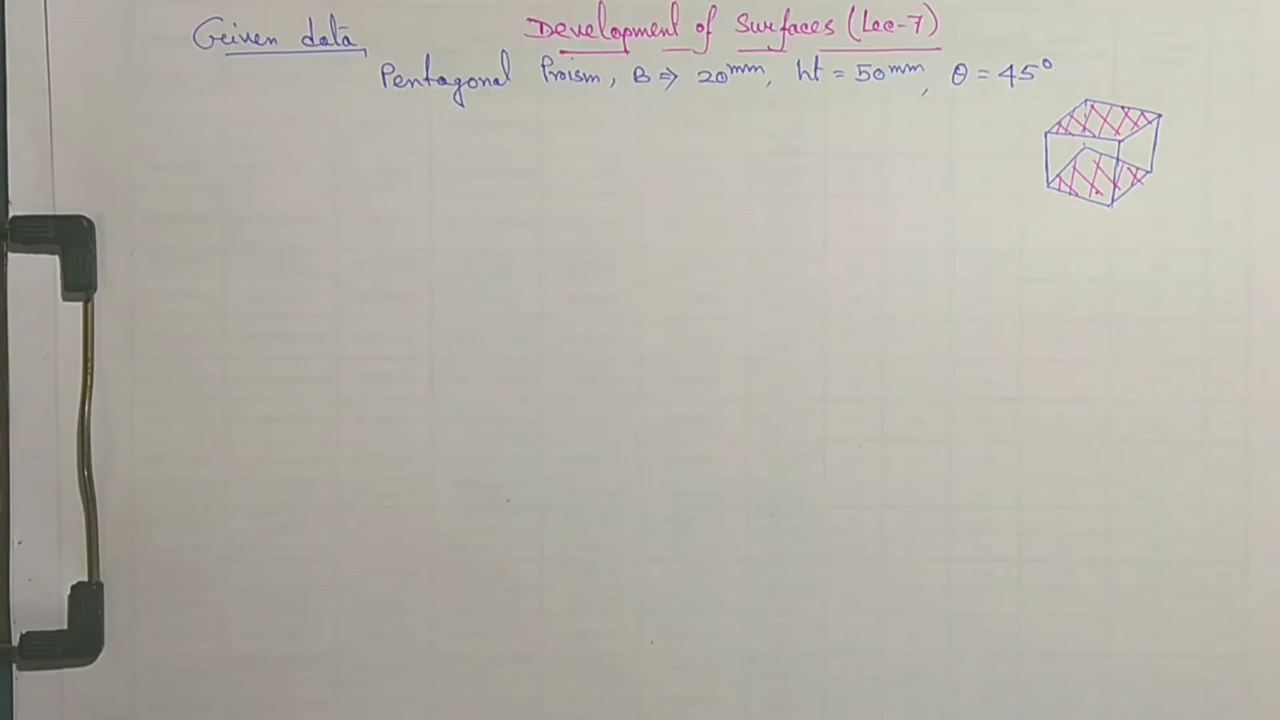 Development of Surfaces (Lec-7)
Given data
Pentagonal Prism, B ⇒ 20mm, ht = 50mm, θ = 45°